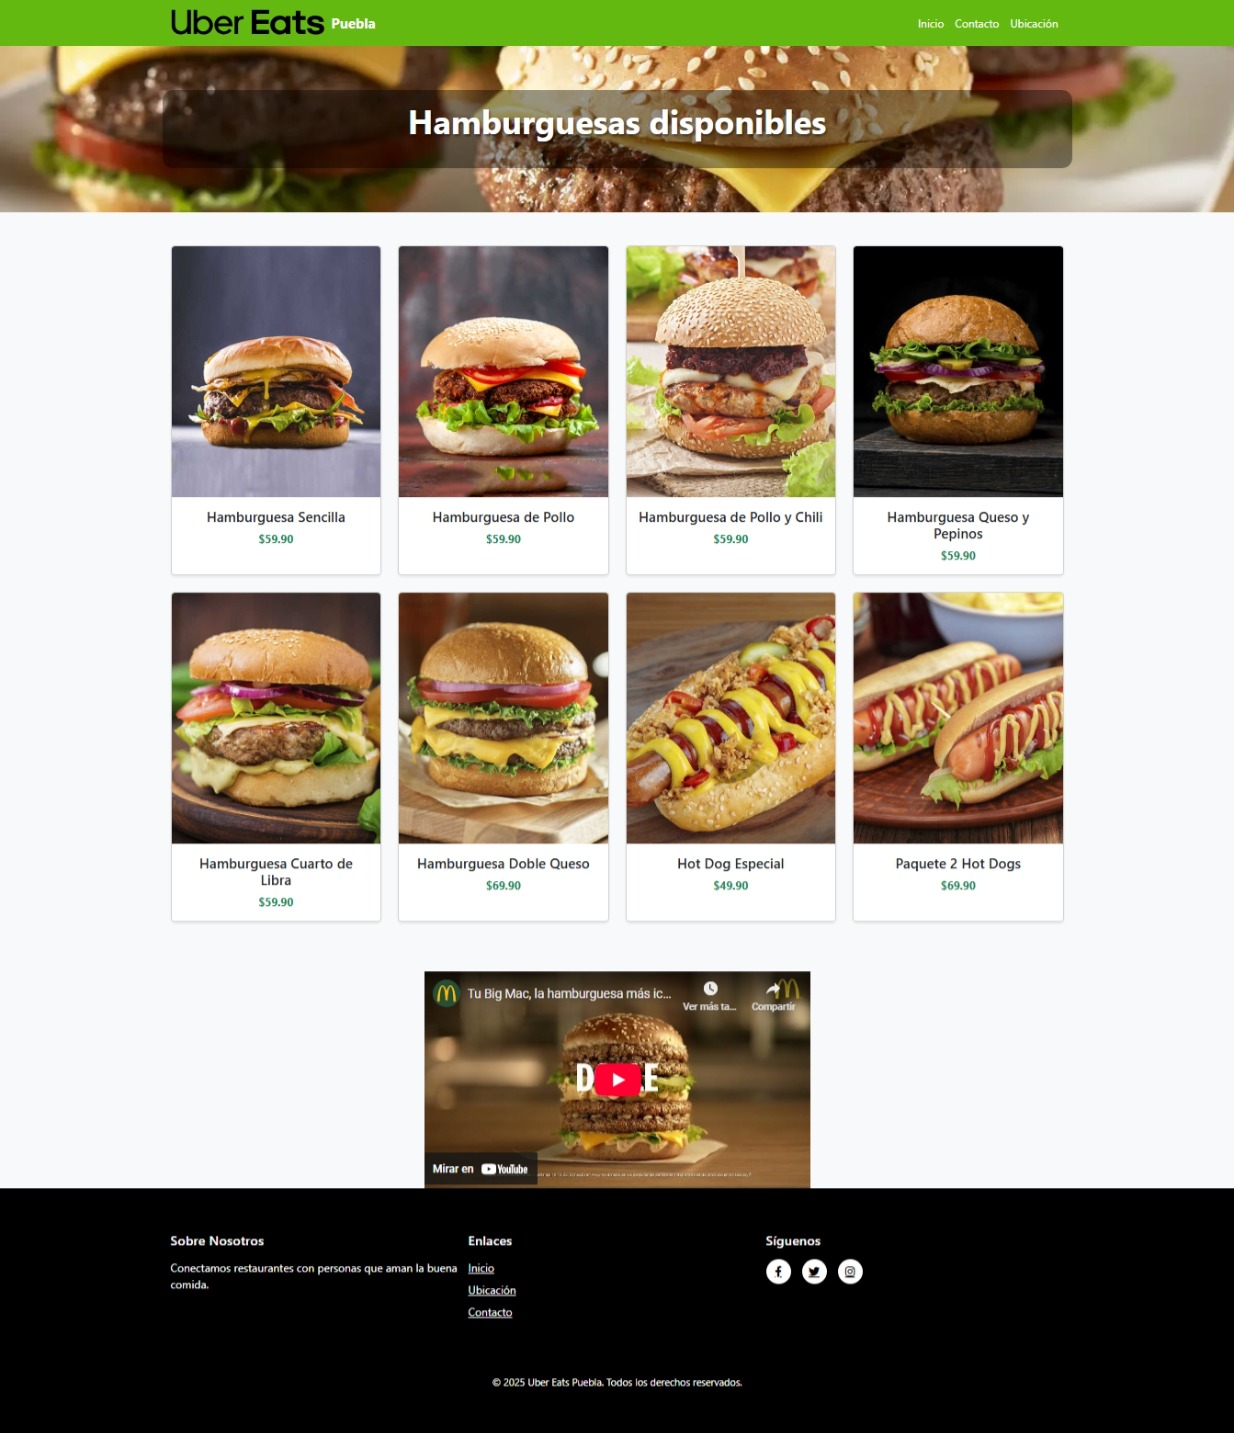 Uber Eats Puebla
Inicio Contacto Ubicación
Hamburguesas disponibles
Hamburguesa Sencilla
$59.90
Hamburguesa de Pollo
$59.90
Hamburguesa de Pollo y Chili
$59.90
Hamburguesa Queso y
Pepinos
$59.90
Hamburguesa Cuarto de
Libra
$59.90
Hamburguesa Doble Queso
$69.90
Hot Dog Especial
$49.90
Paquete 2 Hot Dogs
$69.90
Tu Big Mac, la hamburguesa más ic...
Ver más ta...
Compartir
Mirar en YouTube
Sobre Nosotros
Conectamos restaurantes con personas que aman la buena
comida.
Enlaces
Inicio
Ubicación
Contacto
Síguenos
© 2025 Uber Eats Puebla. Todos los derechos reservados.